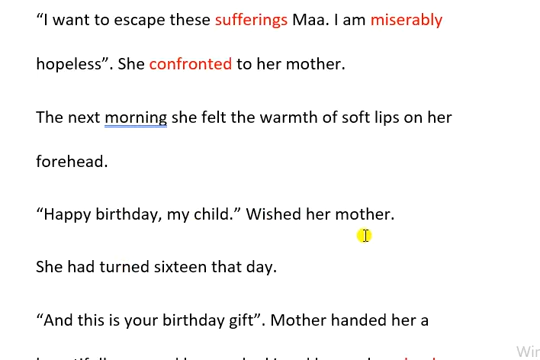 “I want to escape these sufferings Maa. I am miserably
hopeless”. She confronted to her mother.
The next morning she felt the warmth of soft lips on her
forehead.
“Happy birthday, my child.” Wished her mother.
She had turned sixteen that day.
“And this is your birthday gift”. Mother handed her a